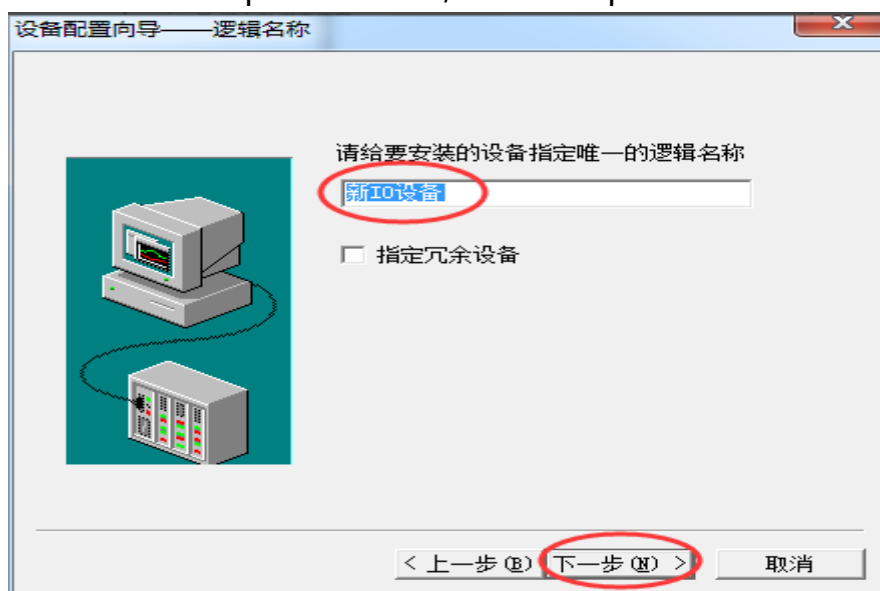 设备配置向导——逻辑名称
请给要安装的设备指定唯一的逻辑名称
新IO设备
指定冗余设备
< 上一步(B) 下一步(N) > 取消